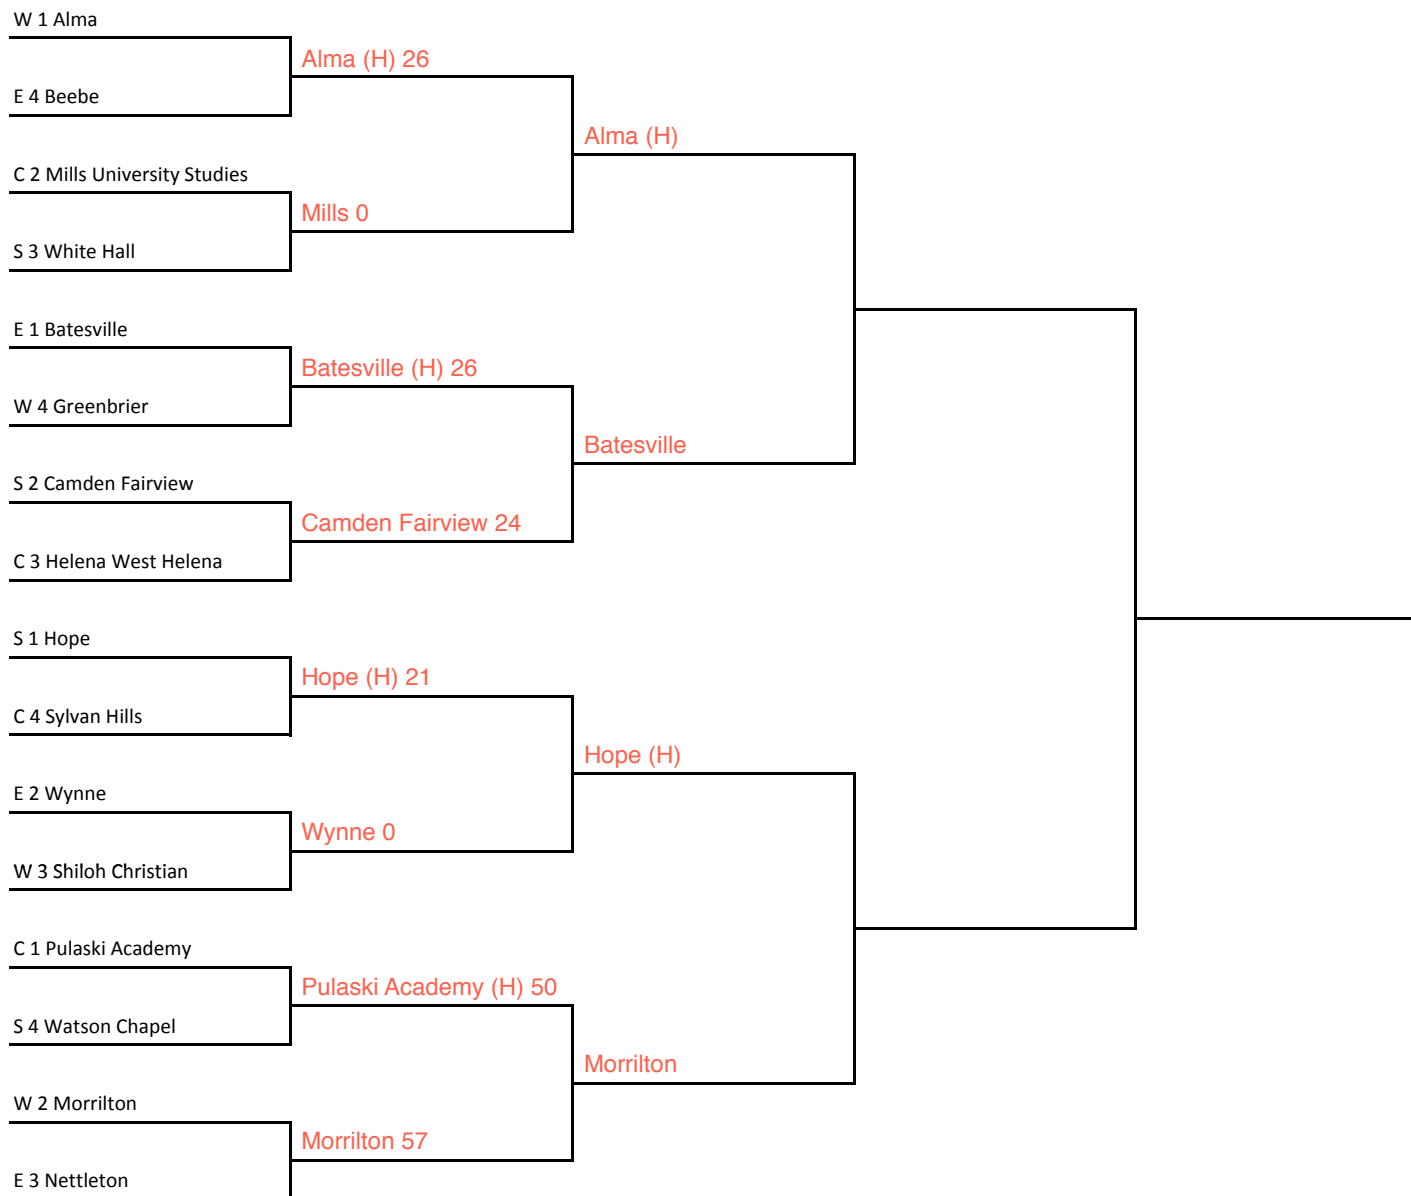 W 1 Alma
Alma (H) 26
E 4 Beebe
Alma (H)
C 2 Mills University Studies
Mills 0
S 3 White Hall
E 1 Batesville
Batesville (H) 26
W 4 Greenbrier
Batesville
S 2 Camden Fairview
Camden Fairview 24
C 3 Helena West Helena
S 1 Hope
Hope (H) 21
C 4 Sylvan Hills
Hope (H)
E 2 Wynne
Wynne 0
W 3 Shiloh Christian
C 1 Pulaski Academy
Pulaski Academy (H) 50
S 4 Watson Chapel
Morrilton
W 2 Morrilton
Morrilton 57
E 3 Nettleton